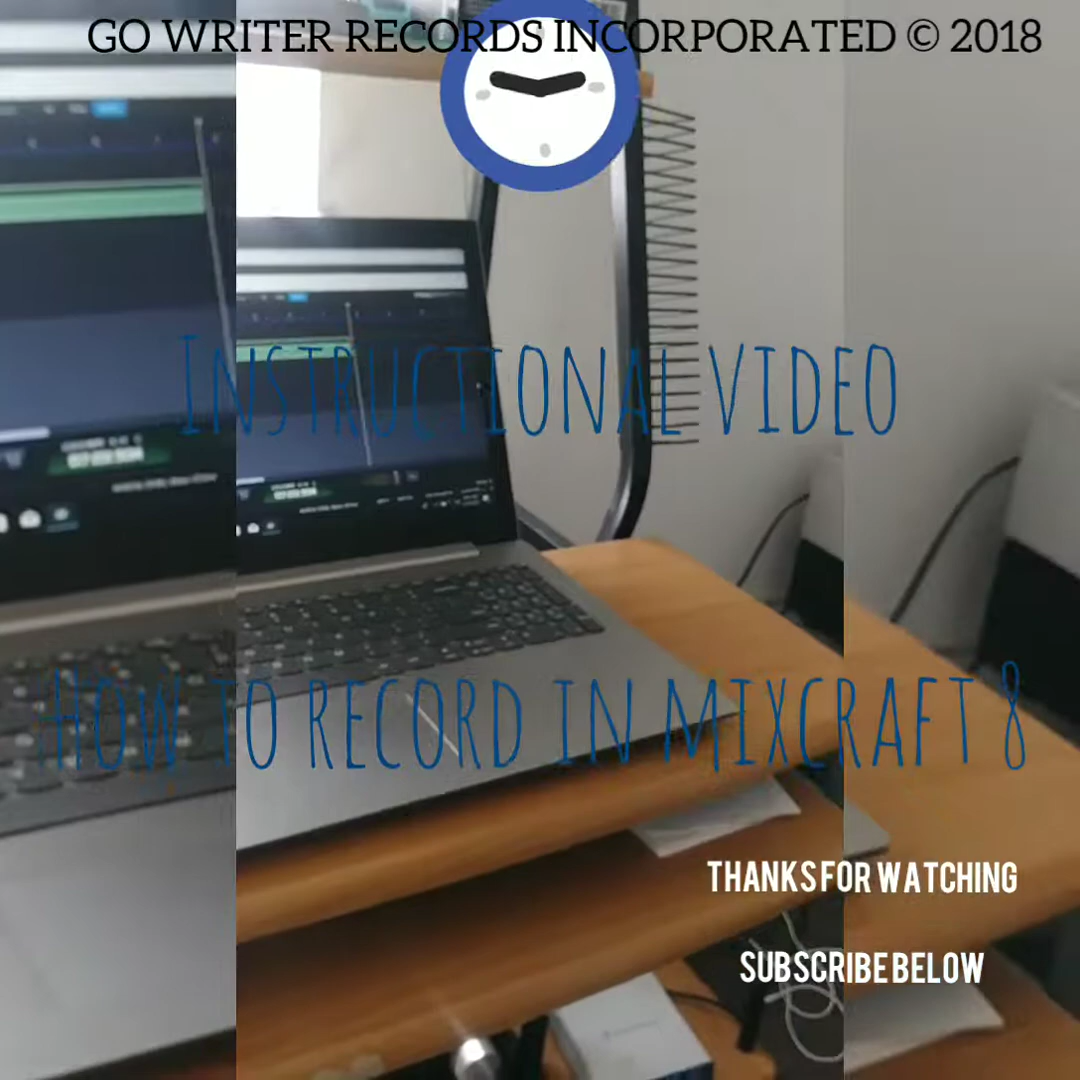 GO WRITER RECORDS INCORPORATED © 2018
INSTRUCTIONAL VIDEO
HOW TO RECORD IN MIXCRAFT 8
THANKS FOR WATCHING
SUBSCRIBE BELOW